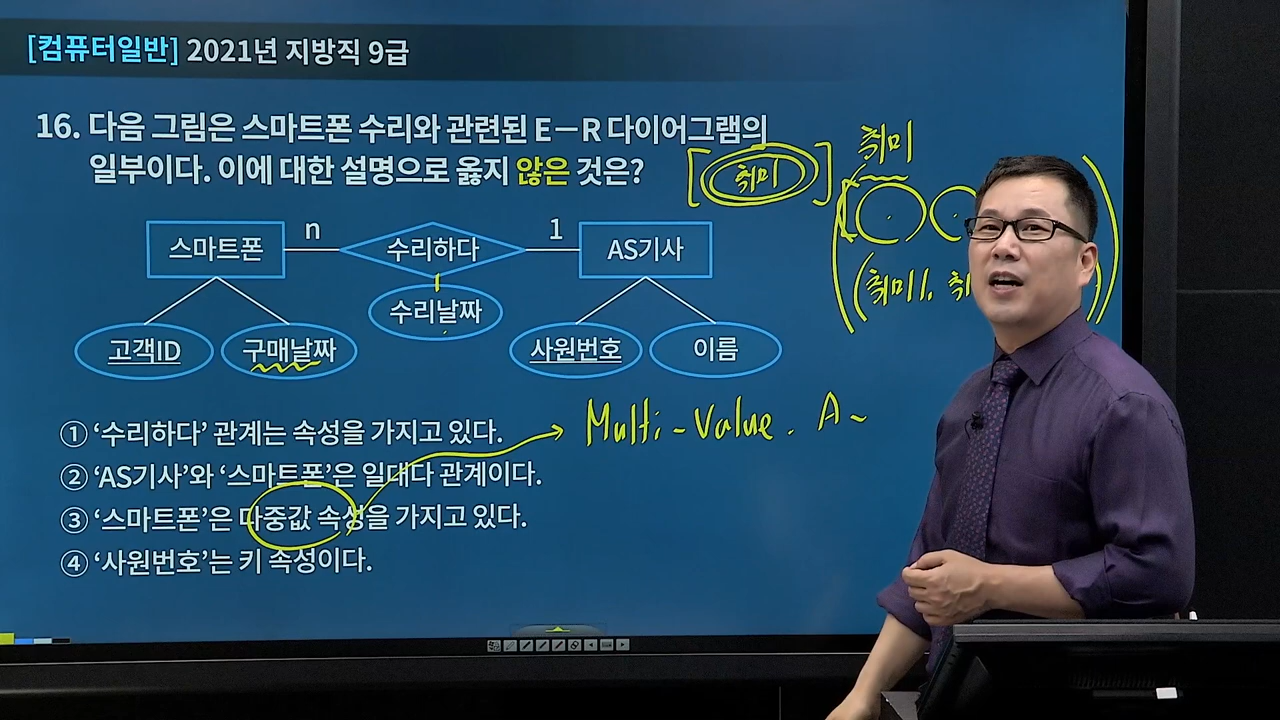 [컴퓨터일반] 2021년 지방직 9급
16. 다음 그림은 스마트폰 수리와 관련된 E－R 다이어그램의
일부이다. 이에 대한 설명으로 옳지 않은 것은?
[취미]
취미
(취미1. 취
스마트폰 n 수리하다 1 AS기사
수리날짜
고객ID 구매날짜 사원번호 이름
① ‘수리하다’ 관계는 속성을 가지고 있다.
Multi-Value. A~
② ‘AS기사’와 ‘스마트폰’은 일대다 관계이다.
③ ‘스마트폰’은 다중값 속성을 가지고 있다.
④ ‘사원번호’는 키 속성이다.